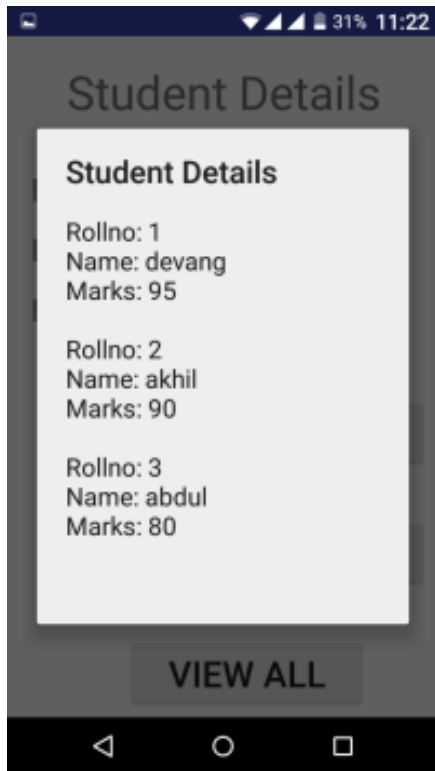 31% 11:22
Student Details
Student Details
Rollno: 1
Name: devang
Marks: 95
Rollno: 2
Name: akhil
Marks: 90
Rollno: 3
Name: abdul
Marks: 80
VIEW ALL